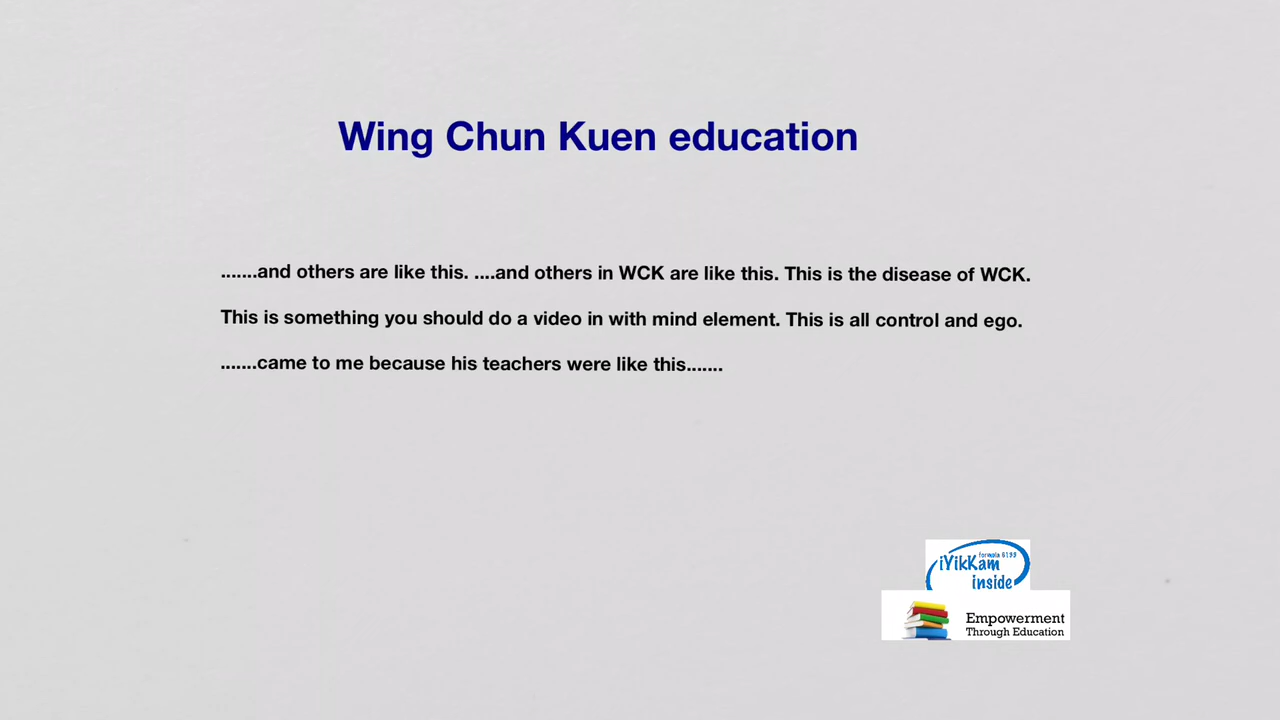 Wing Chun Kuen education
.......and others are like this. ....and others in WCK are like this. This is the disease of WCK.
This is something you should do a video in with mind element. This is all control and ego.
.......came to me because his teachers were like this.......
formula 6199
iYikKam
inside
Empowerment
Through Education